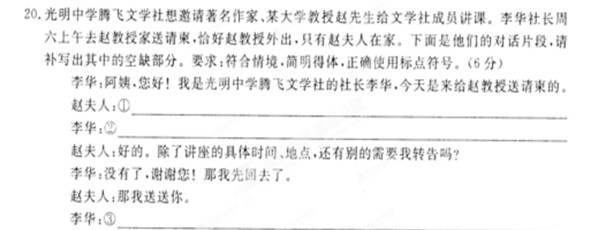 20. 光明中学腾飞文学社想邀请著名作家、某大学教授赵先生给文学社成员讲课。李华社长周
六上午去赵教授家送请柬，恰好赵教授外出，只有赵夫人在家。下面是他们的对话片段，请
补写出其中的空缺部分。要求：符合情境，简明得体，正确使用标点符号。（6分）
李华：阿姨，您好！我是光明中学腾飞文学社的社长李华，今天是来给赵教授送请柬的。
赵夫人：①
李华：②
赵夫人：好的。除了讲座的具体时间、地点，还有别的需要我转告吗？
李华：没有了，谢谢您！那我先回去了。
赵夫人：那我送送你。
李华：③